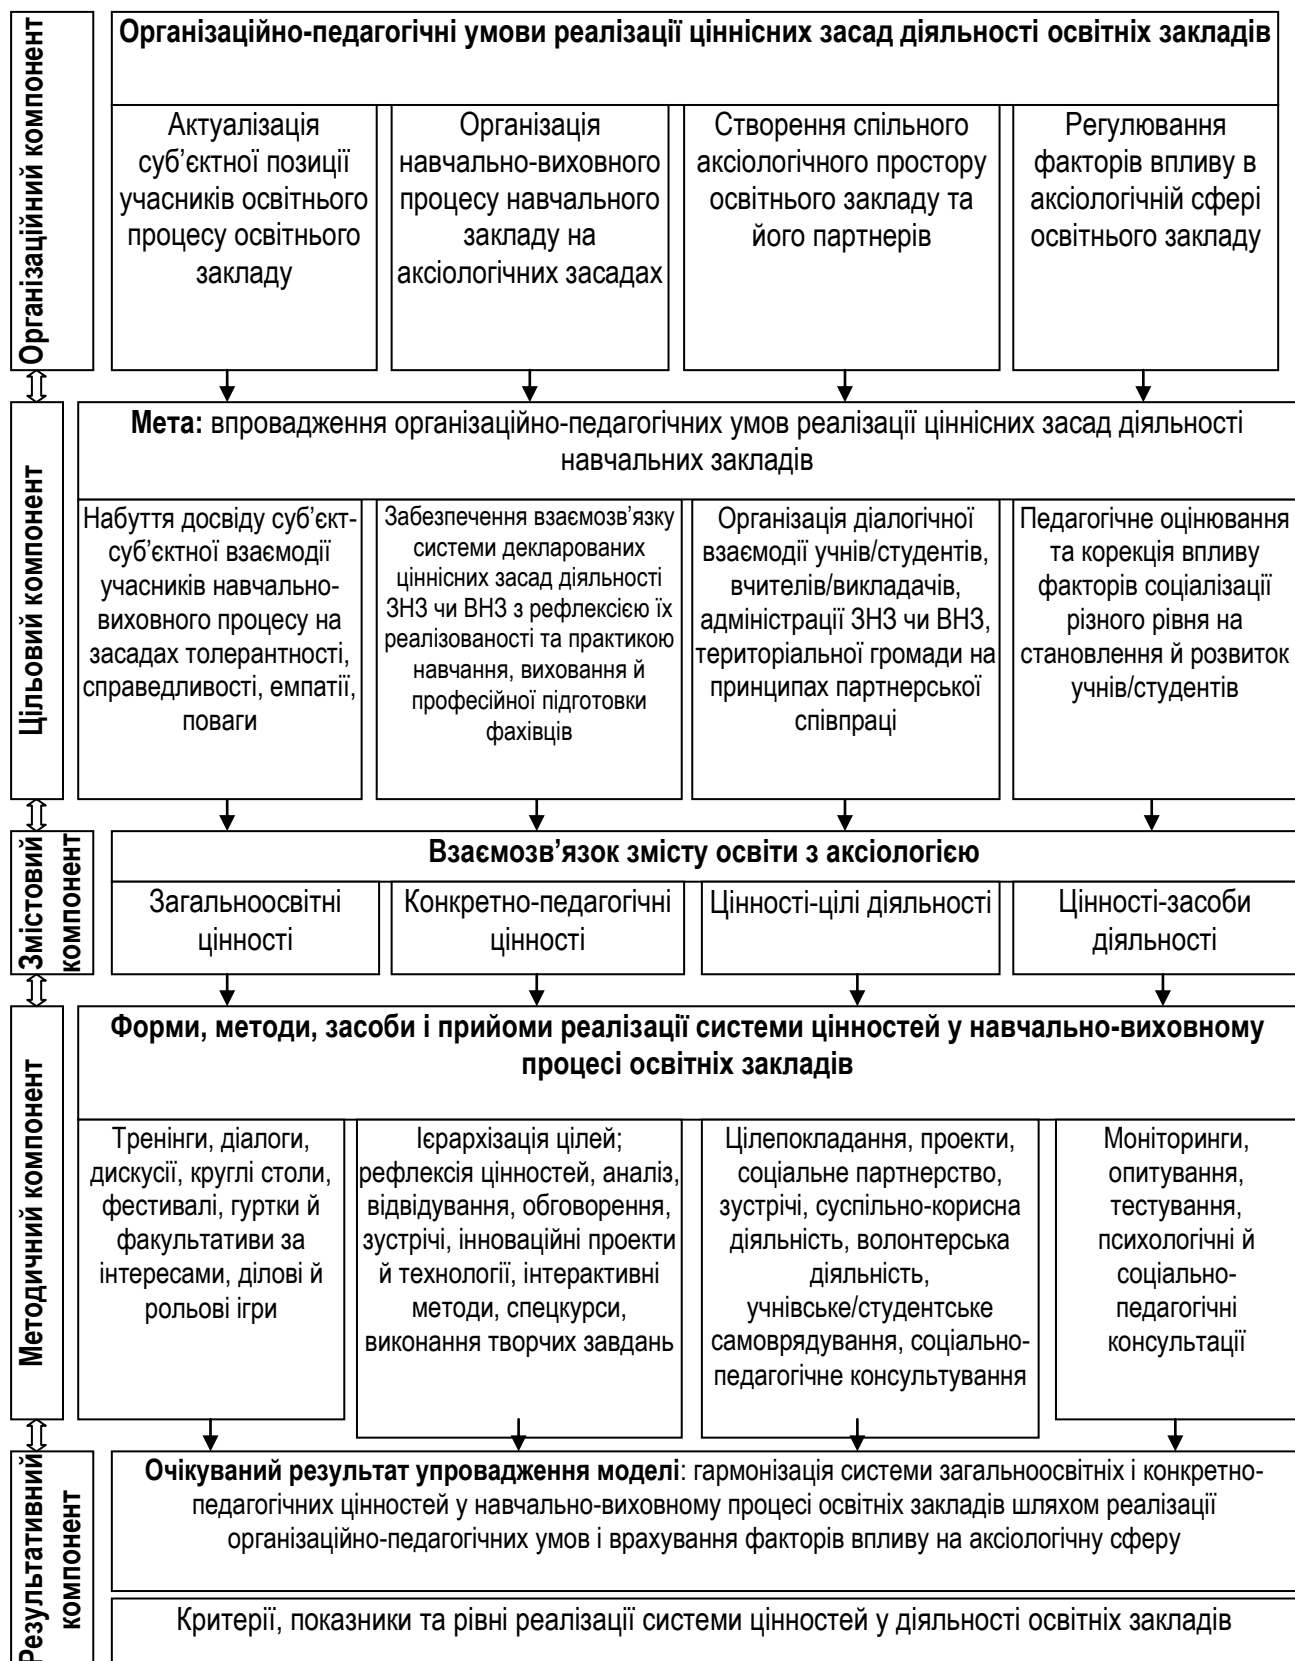 Організаційний компонент
Організаційно-педагогічні умови реалізації ціннісних засад діяльності освітніх закладів
Актуалізація
суб’єктної позиції
учасників освітнього
процесу освітнього
закладу
Організація
навчально-виховного
процесу навчального
закладу на
аксіологічних засадах
Створення спільного
аксіологічного простору
освітнього закладу та
його партнерів
Регулювання
факторів впливу в
аксіологічній сфері
освітнього закладу
Цільовий компонент
Мета: впровадження організаційно-педагогічних умов реалізації ціннісних засад діяльності
навчальних закладів
Набуття досвіду суб’єкт-
суб’єктної взаємодії
учасників навчально-
виховного процесу на
засадах толерантності,
справедливості, емпатії,
поваги
Забезпечення взаємозв’язку
системи декларованих
ціннісних засад діяльності
ЗНЗ чи ВНЗ з рефлексією їх
реалізованості та практикою
навчання, виховання й
професійної підготовки
фахівців
Організація діалогічної
взаємодії учнів/студентів,
вчителів/викладачів,
адміністрації ЗНЗ чи ВНЗ,
територіальної громади на
принципах партнерської
співпраці
Педагогічне оцінювання
та корекція впливу
факторів соціалізації
різного рівня на
становлення й розвиток
учнів/студентів
Змістовий
компонент
Взаємозв’язок змісту освіти з аксіологією
Загальноосвітні
цінності
Конкретно-педагогічні
цінності
Цінності-цілі діяльності
Цінності-засоби
діяльності
Методичний компонент
Форми, методи, засоби і прийоми реалізації системи цінностей у навчально-виховному
процесі освітніх закладів
Тренінги, діалоги,
дискусії, круглі столи,
фестивалі, гуртки й
факультативи за
інтересами, ділові й
рольові ігри
Ієрархізація цілей;
рефлексія цінностей, аналіз,
відвідування, обговорення,
зустрічі, інноваційні проекти
й технології, інтерактивні
методи, спецкурси,
виконання творчих завдань
Цілепокладання, проекти,
соціальне партнерство,
зустрічі, суспільно-корисна
діяльність, волонтерська
діяльність,
учнівське/студентське
самоврядування, соціально-
педагогічне консультування
Моніторинги,
опитування,
тестування,
психологічні й
соціально-
педагогічні
консультації
Результативний
компонент
Очікуваний результат упровадження моделі: гармонізація системи загальноосвітніх і конкретно-
педагогічних цінностей у навчально-виховному процесі освітніх закладів шляхом реалізації
організаційно-педагогічних умов і врахування факторів впливу на аксіологічну сферу
Критерії, показники та рівні реалізації системи цінностей у діяльності освітніх закладів